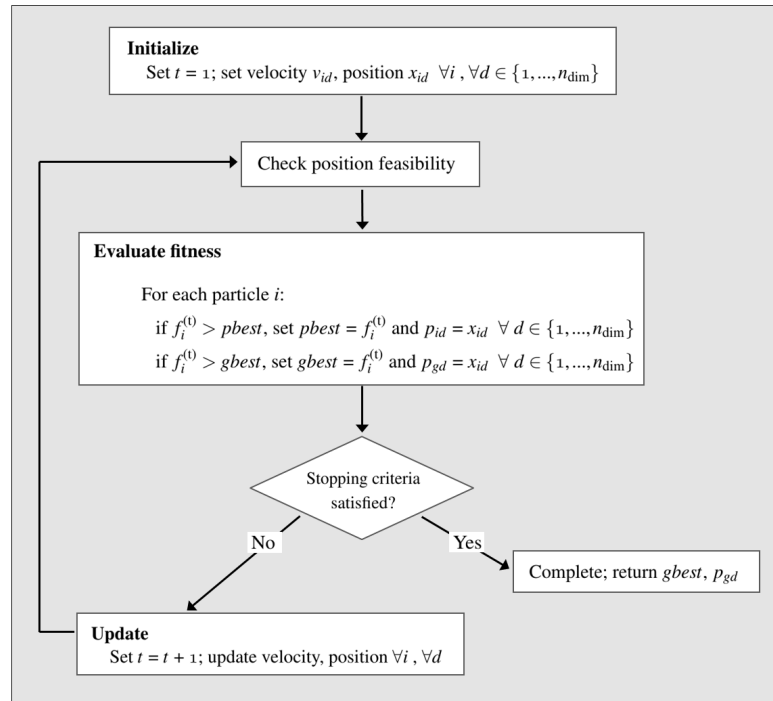 Initialize
Set t = 1; set velocity v_id, position x_id ∀i , ∀d ∈ {1,...,n_dim}
Check position feasibility
Evaluate fitness
For each particle i:
if f_i^(t) > pbest, set pbest = f_i^(t) and p_id = x_id ∀ d ∈ {1,...,n_dim}
if f_i^(t) > gbest, set gbest = f_i^(t) and p_gd = x_id ∀ d ∈ {1,...,n_dim}
Stopping criteria
satisfied?
No
Yes
Complete; return gbest, p_gd
Update
Set t = t + 1; update velocity, position ∀i , ∀d